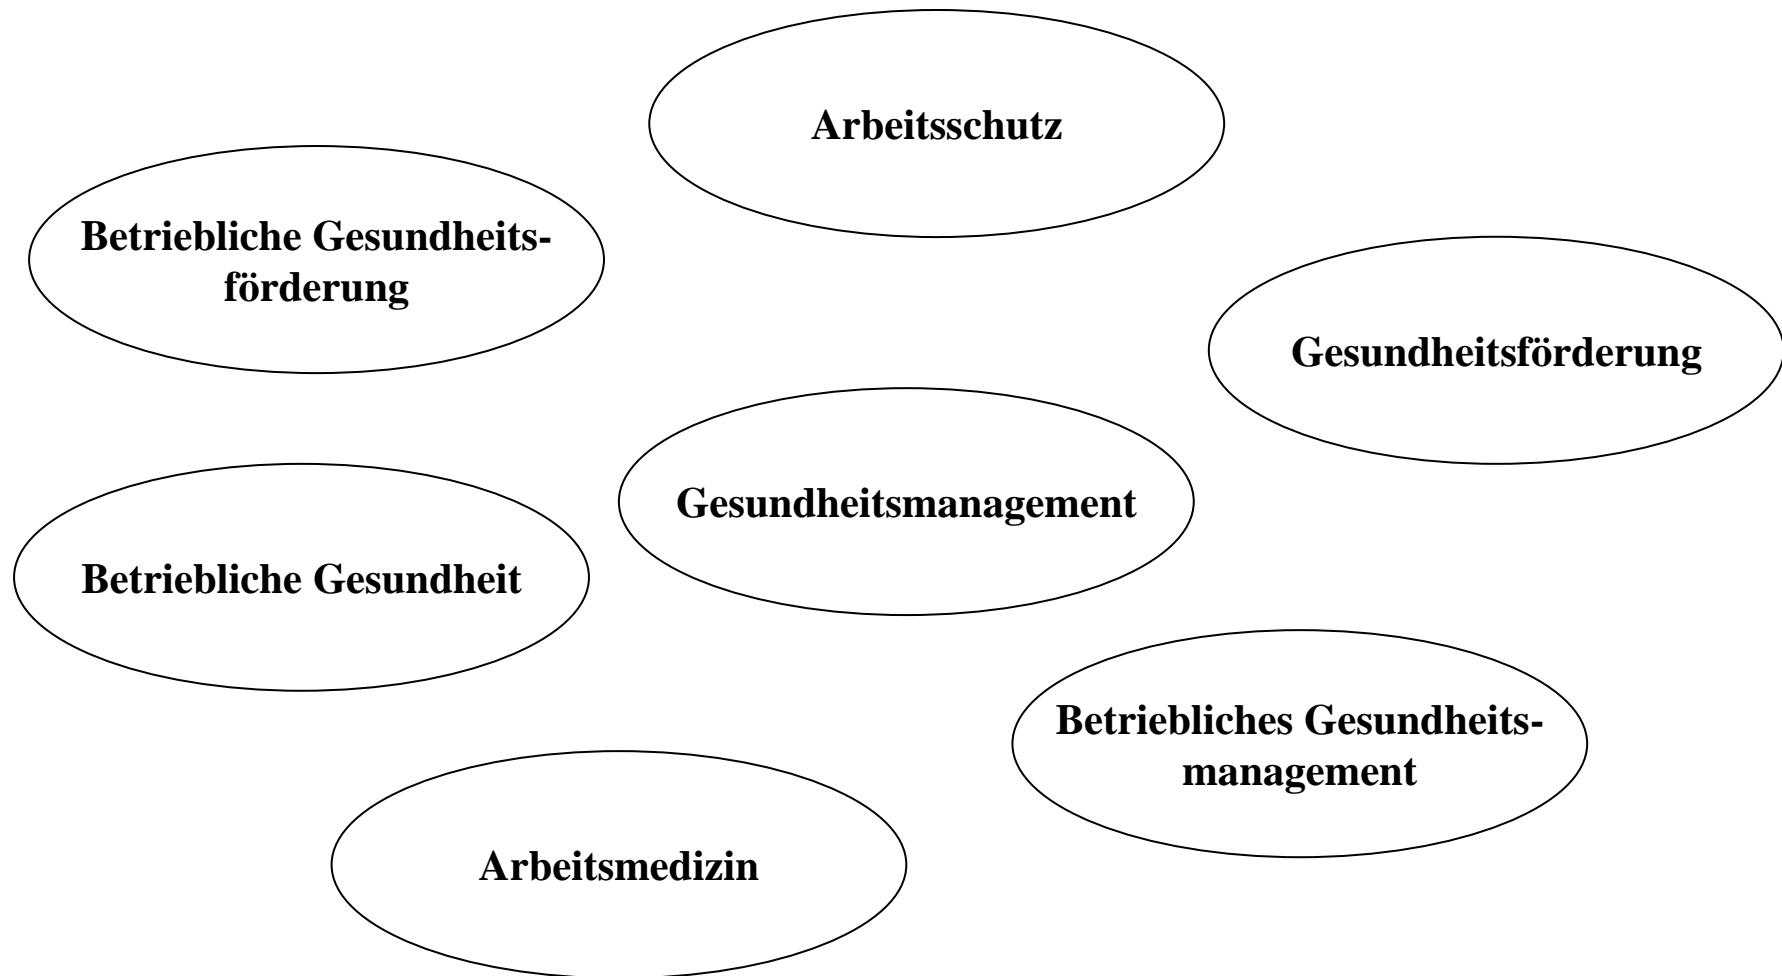 Arbeitsschutz
Betriebliche Gesundheits-
förderung
Gesundheitsförderung
Gesundheitsmanagement
Betriebliche Gesundheit
Betriebliches Gesundheits-
management
Arbeitsmedizin